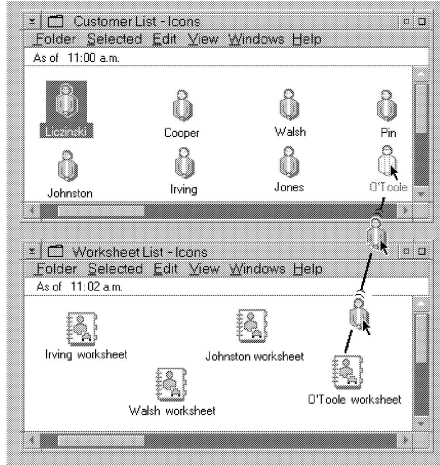 Customer List - Icons
Folder Selected Edit View Windows Help
As of 11:00 a.m.
Liczinski Cooper Walsh Pin
Johnston Irving Jones O'Toole
Worksheet List - Icons
Folder Selected Edit View Windows Help
As of 11:02 a.m.
Irving worksheet Johnston worksheet
Walsh worksheet O'Toole worksheet